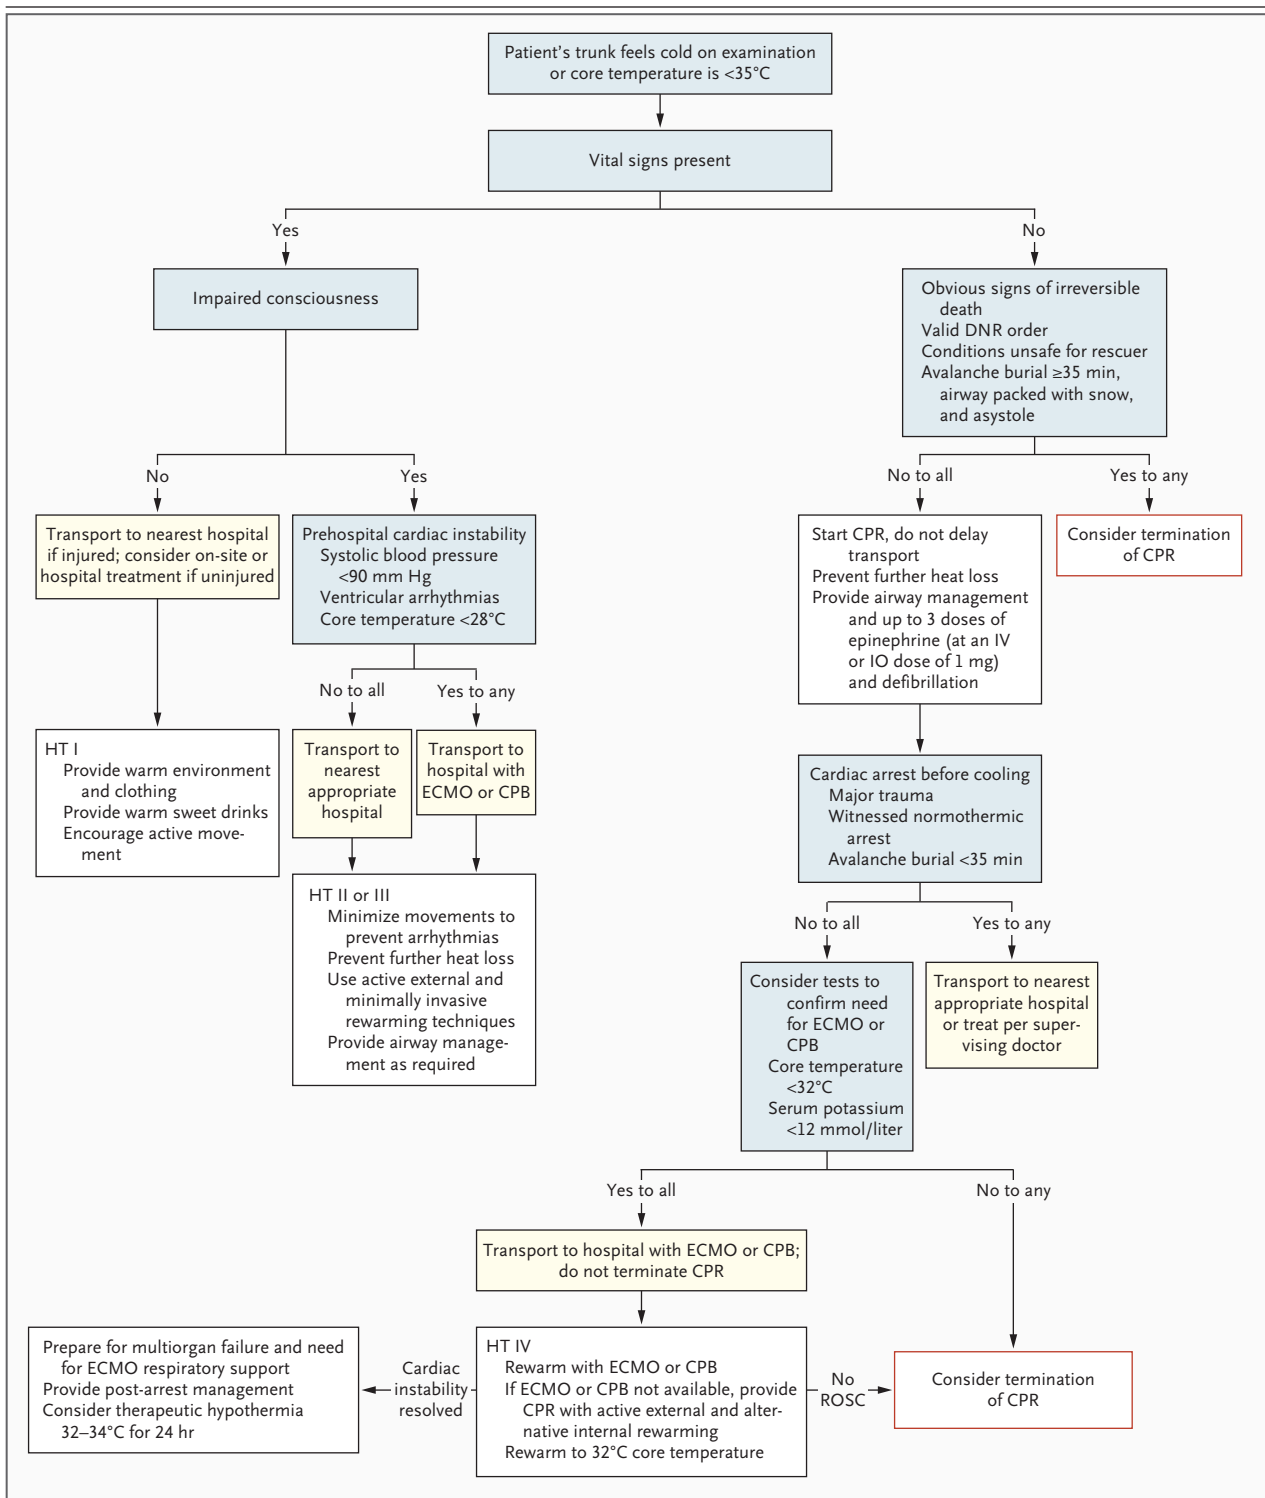 Patient's trunk feels cold on examination
or core temperature is <35°C
Vital signs present
Yes
No
Impaired consciousness
Obvious signs of irreversible
death
Valid DNR order
Conditions unsafe for rescuer
Avalanche burial ≥35 min,
airway packed with snow,
and asystole
No
Yes
No to all
Yes to any
Transport to nearest hospital
if injured; consider on-site or
hospital treatment if uninjured
Prehospital cardiac instability
Systolic blood pressure
<90 mm Hg
Ventricular arrhythmias
Core temperature <28°C
Start CPR, do not delay
transport
Prevent further heat loss
Provide airway management
and up to 3 doses of
epinephrine (at an IV
or IO dose of 1 mg)
and defibrillation
Consider termination
of CPR
No to all
Yes to any
HT I
Provide warm environment
and clothing
Provide warm sweet drinks
Encourage active move-
ment
Transport to
nearest
appropriate
hospital
Transport to
hospital with
ECMO or CPB
Cardiac arrest before cooling
Major trauma
Witnessed normothermic
arrest
Avalanche burial <35 min
HT II or III
Minimize movements to
prevent arrhythmias
Prevent further heat loss
Use active external and
minimally invasive
rewarming techniques
Provide airway manage-
ment as required
No to all
Yes to any
Consider tests to
confirm need
for ECMO or
CPB
Core temperature
<32°C
Serum potassium
<12 mmol/liter
Transport to nearest
appropriate hospital
or treat per super-
vising doctor
Yes to all
No to any
Transport to hospital with ECMO or CPB;
do not terminate CPR
Prepare for multiorgan failure and need
for ECMO respiratory support
Provide post-arrest management
Consider therapeutic hypothermia
32–34°C for 24 hr
Cardiac
instability
resolved
HT IV
Rewarm with ECMO or CPB
If ECMO or CPB not available, provide
CPR with active external and alter-
native internal rewarming
Rewarm to 32°C core temperature
No
ROSC
Consider termination
of CPR